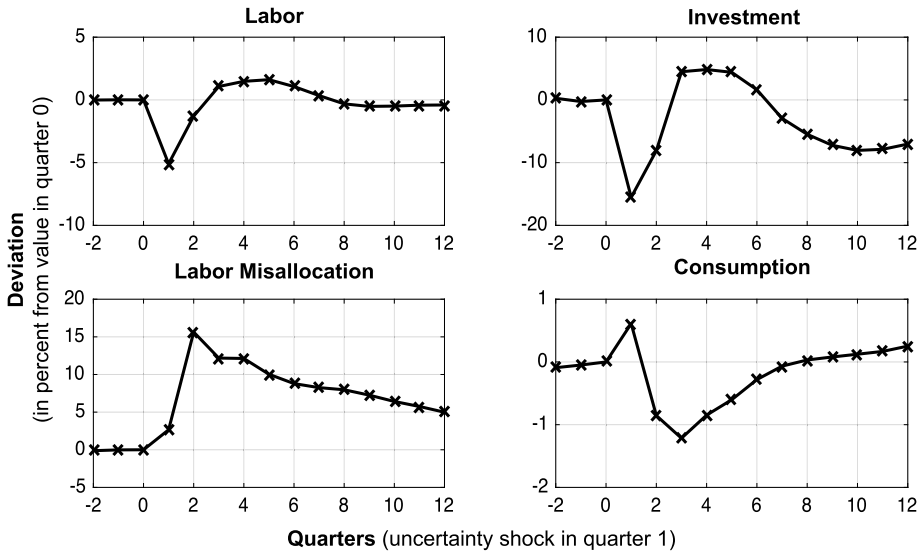 Labor
Investment
5
0
-5
-10
10
0
-10
-20
-2 0 2 4 6 8 10 12
-2 0 2 4 6 8 10 12
Deviation
(in percent from value in quarter 0)
Labor Misallocation
Consumption
20
15
10
5
0
-5
1
0
-1
-2
-2 0 2 4 6 8 10 12
-2 0 2 4 6 8 10 12
Quarters (uncertainty shock in quarter 1)